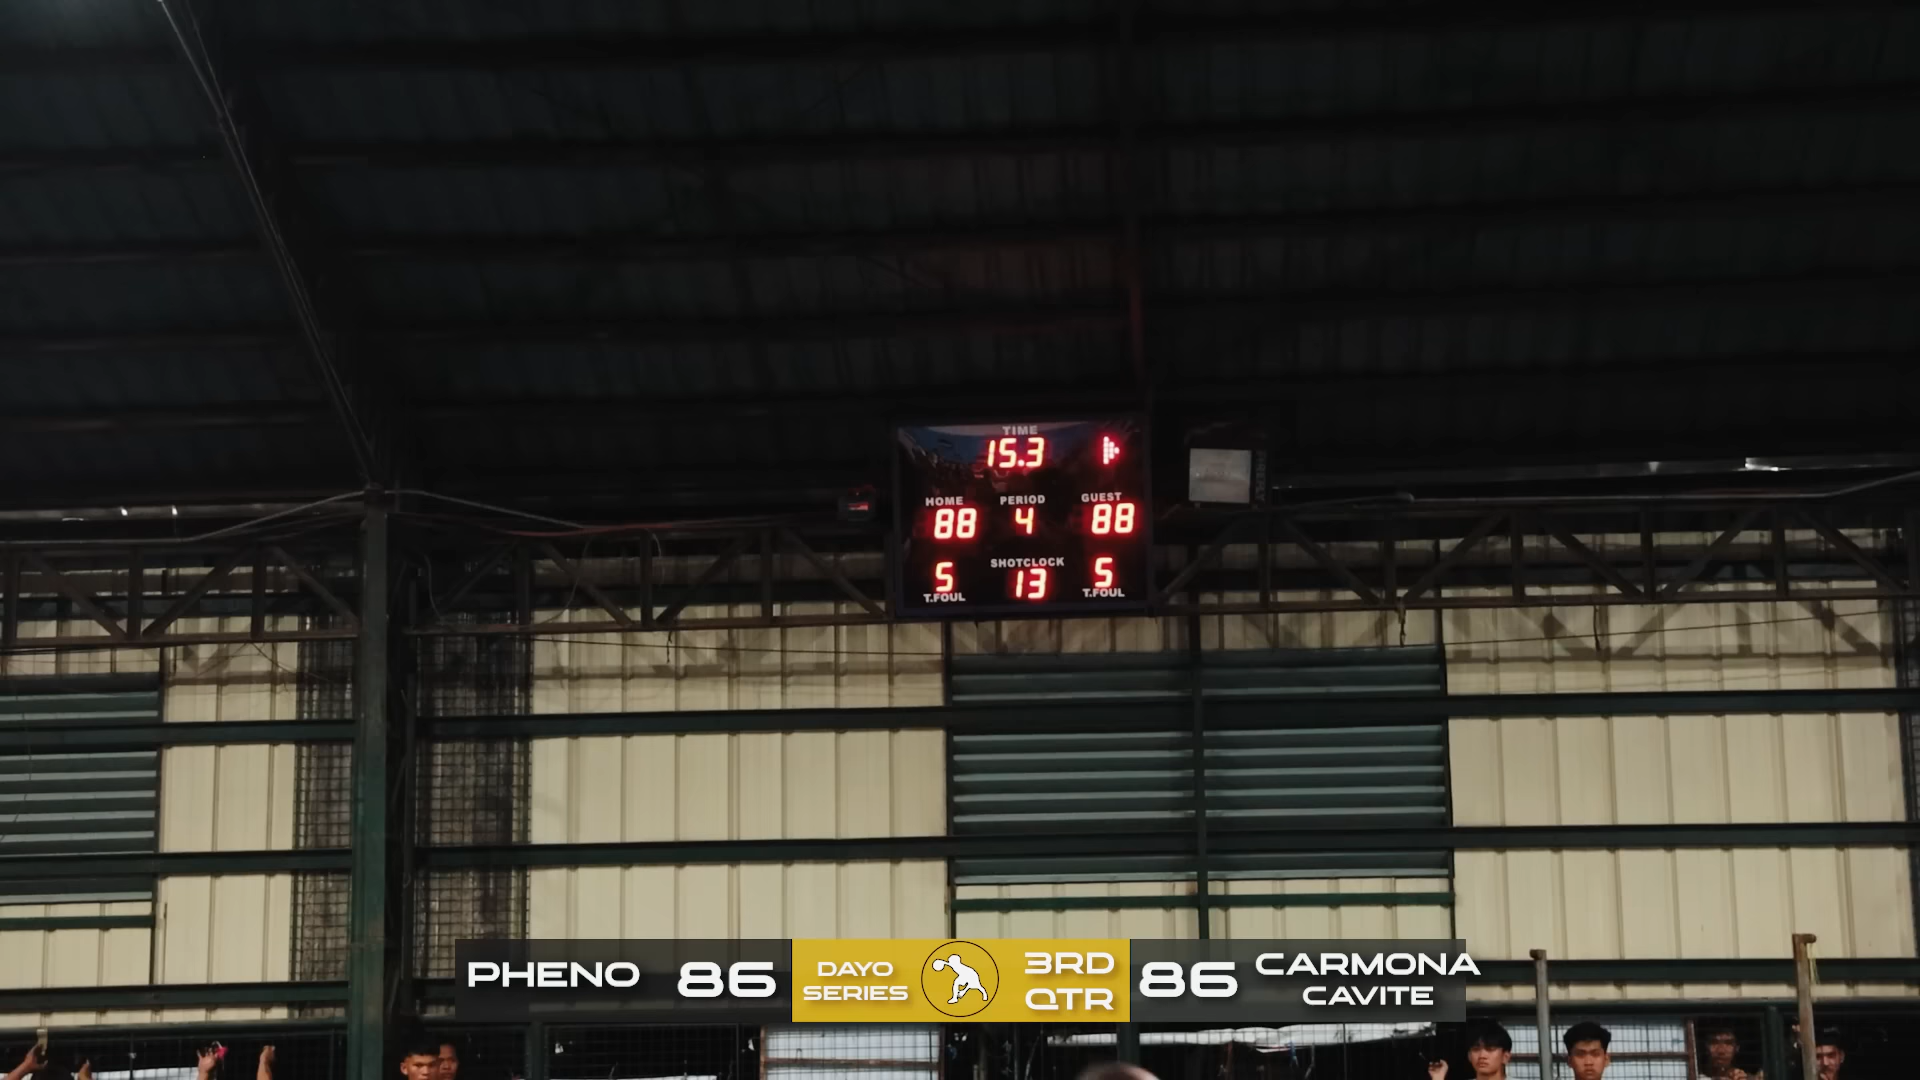 TIME
15.3
HOME PERIOD GUEST
88 4 88
SHOTCLOCK
5 13 5
T.FOUL T.FOUL
PHENO 86 DAYO SERIES 3RD QTR 86 CARMONA CAVITE